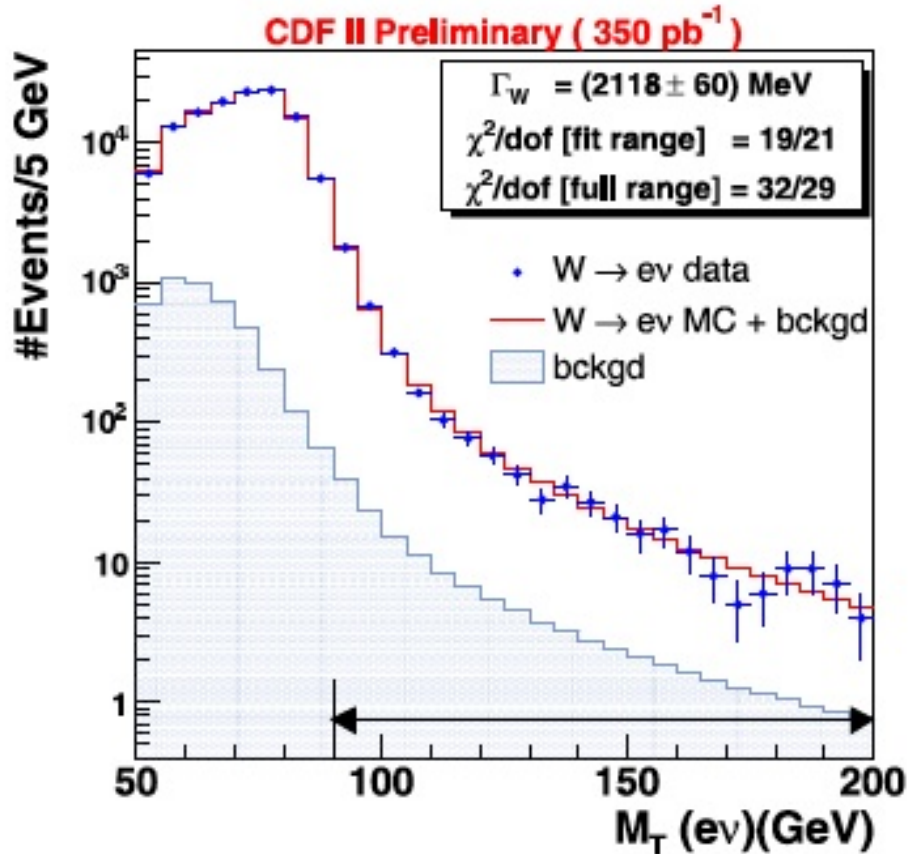 CDF II Preliminary ( 350 pb⁻¹)
#Events/5 GeV
Γ_W = (2118 ± 60) MeV
χ²/dof [fit range] = 19/21
χ²/dof [full range] = 32/29
W → eν data
W → eν MC + bckgd
bckgd
10⁴
10³
10²
10
1
50 100 150 200
M_T (eν)(GeV)